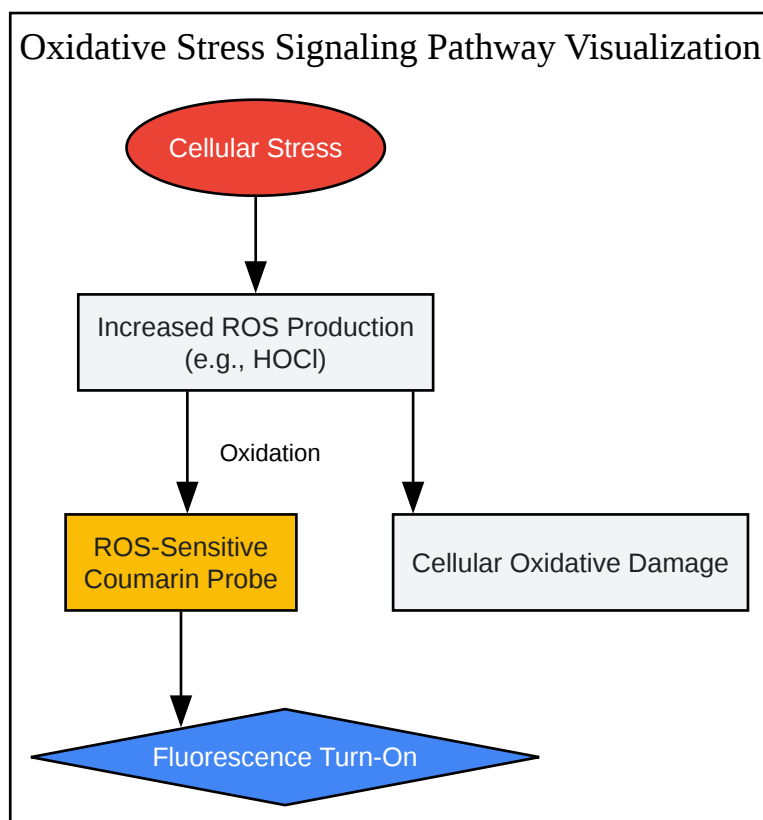 Oxidative Stress Signaling Pathway Visualization
Cellular Stress
Increased ROS Production
(e.g., HOCl)
Oxidation
ROS-Sensitive
Coumarin Probe
Cellular Oxidative Damage
Fluorescence Turn-On